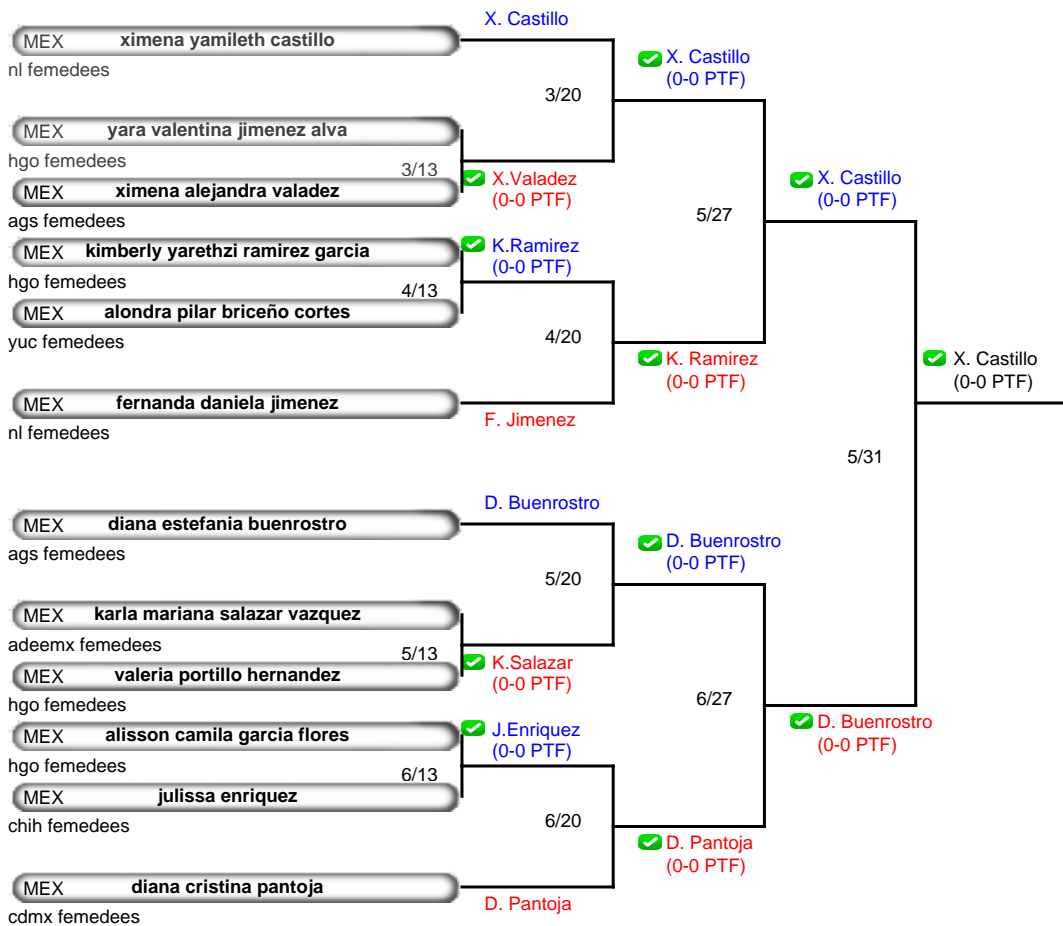 X. Castillo
MEX ximena yamileth castillo
nl femedees
X. Castillo
(0-0 PTF)
3/20
MEX yara valentina jimenez alva
hgo femedees
3/13
X.Valadez
(0-0 PTF)
MEX ximena alejandra valadez
ags femedees
X. Castillo
(0-0 PTF)
5/27
MEX kimberly yarethzi ramirez garcia
hgo femedees
K.Ramirez
(0-0 PTF)
4/13
MEX alondra pilar briceño cortes
yuc femedees
4/20
K. Ramirez
(0-0 PTF)
X. Castillo
(0-0 PTF)
MEX fernanda daniela jimenez
nl femedees
F. Jimenez
5/31
D. Buenrostro
MEX diana estefania buenrostro
ags femedees
D. Buenrostro
(0-0 PTF)
5/20
MEX karla mariana salazar vazquez
adeemx femedees
5/13
K.Salazar
(0-0 PTF)
MEX valeria portillo hernandez
hgo femedees
6/27
D. Buenrostro
(0-0 PTF)
MEX alisson camila garcia flores
hgo femedees
J.Enriquez
(0-0 PTF)
6/13
MEX julissa enriquez
chih femedees
6/20
D. Pantoja
(0-0 PTF)
MEX diana cristina pantoja
cdmx femedees
D. Pantoja